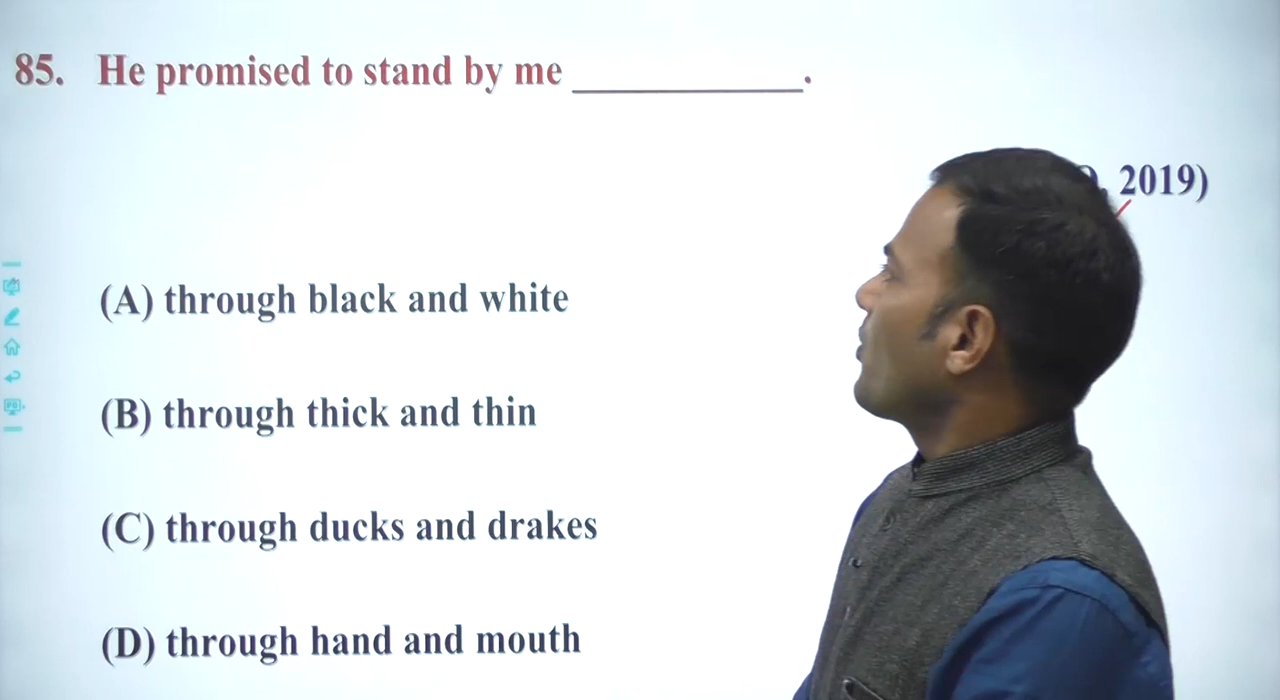 85. He promised to stand by me ____________.
2019)
(A) through black and white
(B) through thick and thin
(C) through ducks and drakes
(D) through hand and mouth